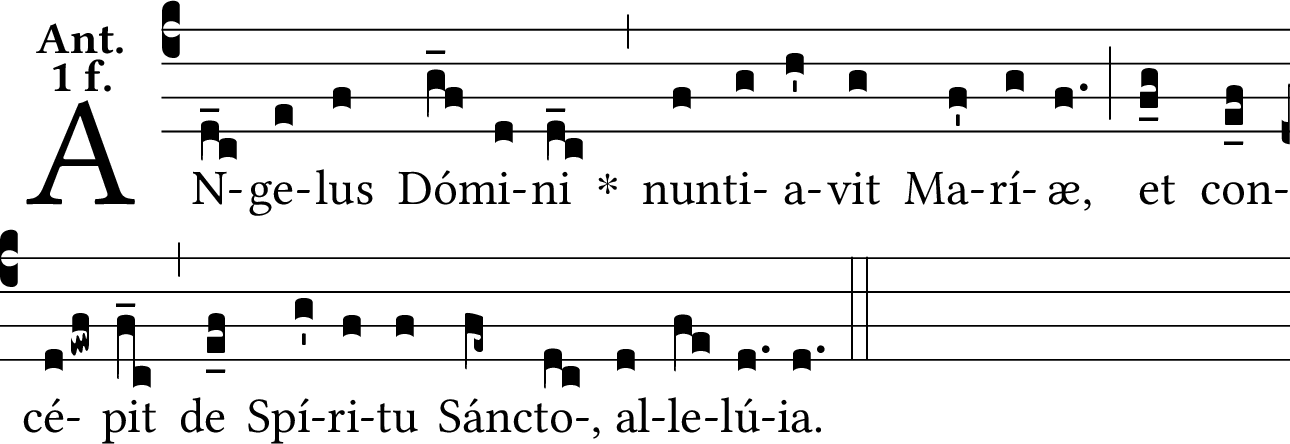 Ant.
1 f.
AN-ge-lus Dómi-ni * nunti-a-vit Ma-rí-æ, et con-
cé-pit de Spí-ri-tu Sáncto-, al-le-lú-ia.